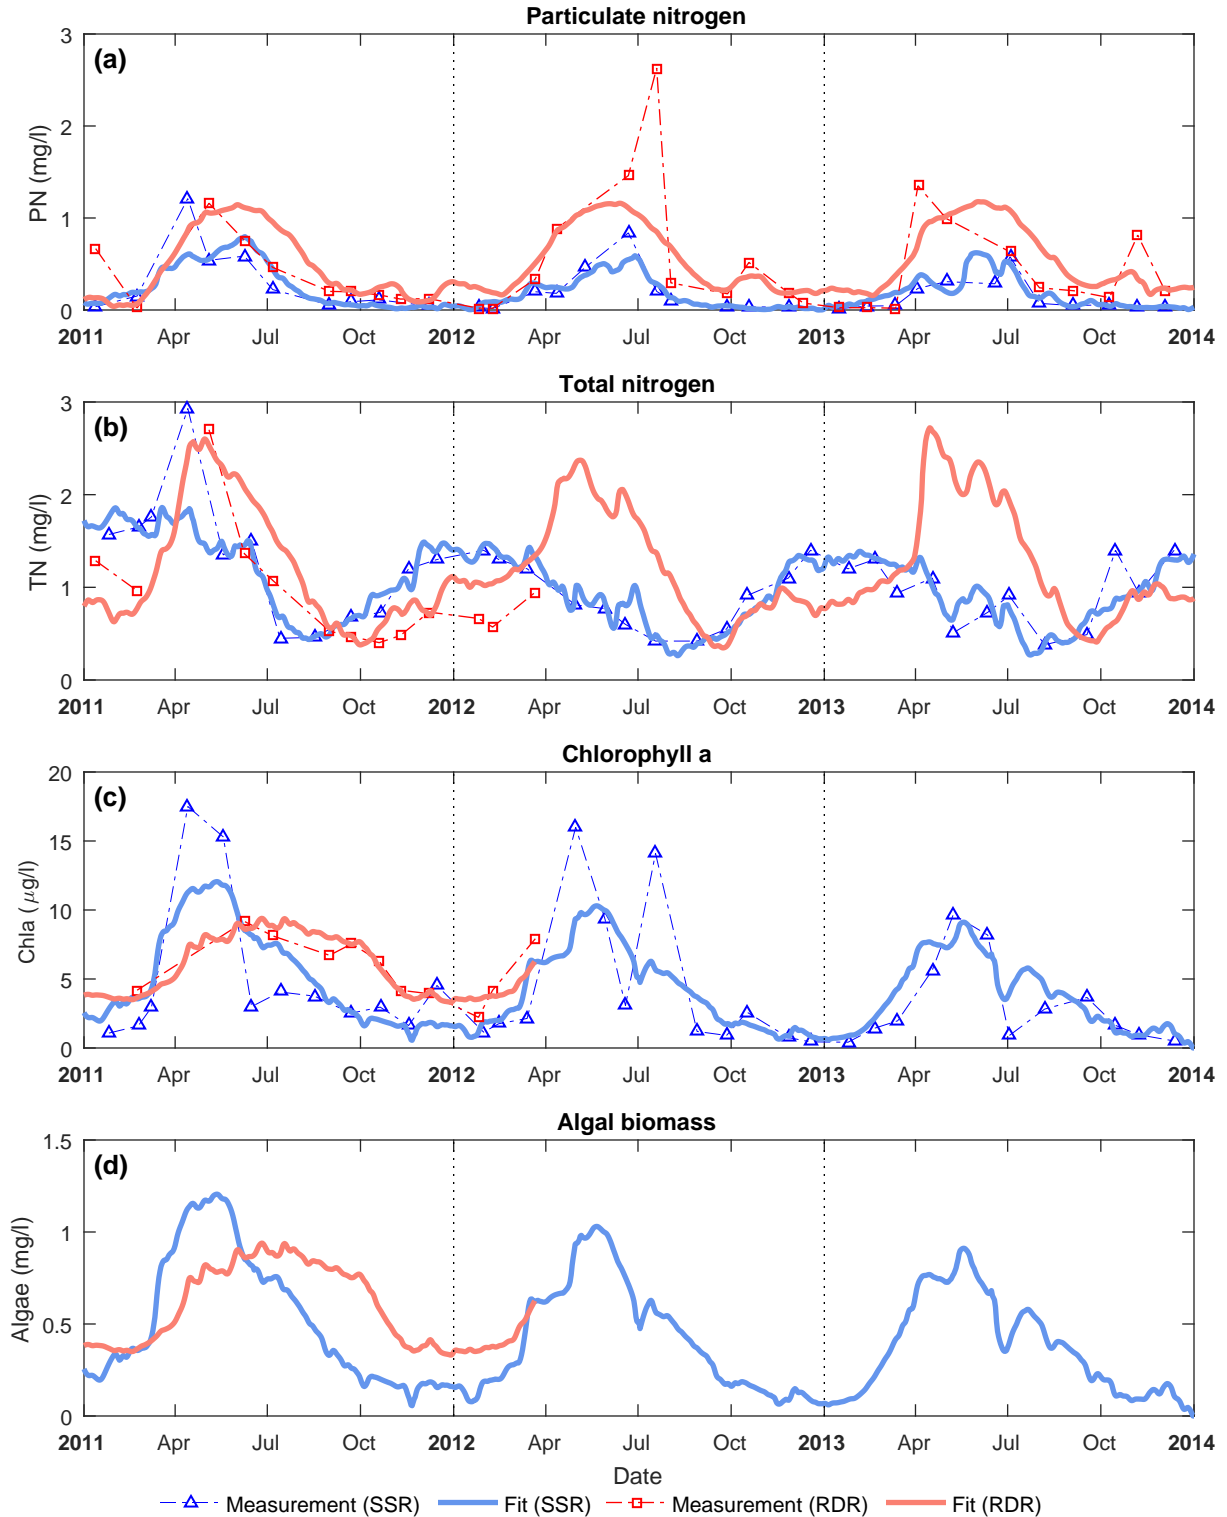 Particulate nitrogen
(a)
PN (mg/l)
3
2
1
0
2011 Apr Jul Oct 2012 Apr Jul Oct 2013 Apr Jul Oct 2014
Total nitrogen
(b)
TN (mg/l)
3
2
1
0
2011 Apr Jul Oct 2012 Apr Jul Oct 2013 Apr Jul Oct 2014
Chlorophyll a
(c)
Chla (μg/l)
20
15
10
5
0
2011 Apr Jul Oct 2012 Apr Jul Oct 2013 Apr Jul Oct 2014
Algal biomass
(d)
Algae (mg/l)
1.5
1
0.5
0
2011 Apr Jul Oct 2012 Apr Jul Oct 2013 Apr Jul Oct 2014
Date
Measurement (SSR) Fit (SSR) Measurement (RDR) Fit (RDR)